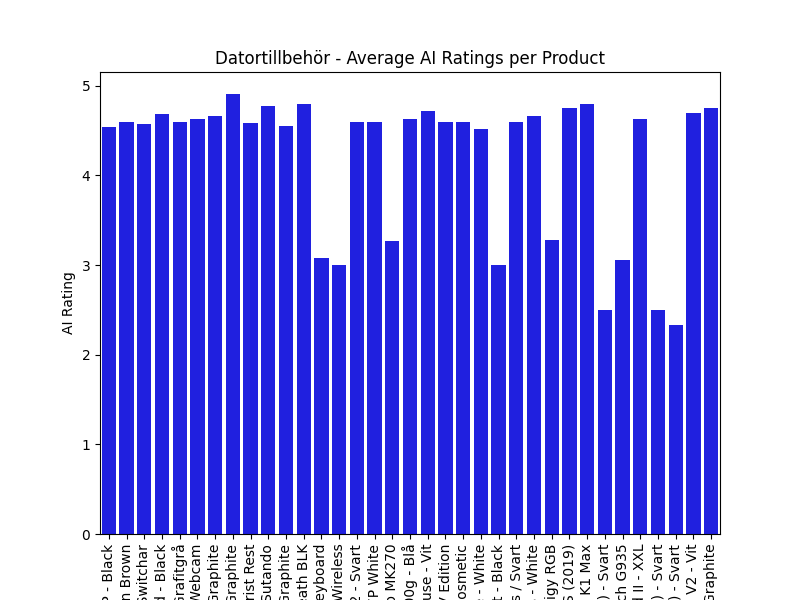 Datortillbehör - Average AI Ratings per Product
AI Rating
5
4
3
2
1
0
P - Black
n Brown
Switchar
d - Black
Grafitgrå
Webcam
Graphite
Graphite
rist Rest
Sutando
Graphite
eath BLK
eyboard
Wireless
2 - Svart
P White
o MK270
00g - Blå
use - Vit
/ Edition
osmetic
- White
t - Black
s / Svart
- White
igy RGB
S (2019)
K1 Max
) - Svart
ch G935
d II - XXL
) - Svart
) - Svart
V2 - Vit
Graphite